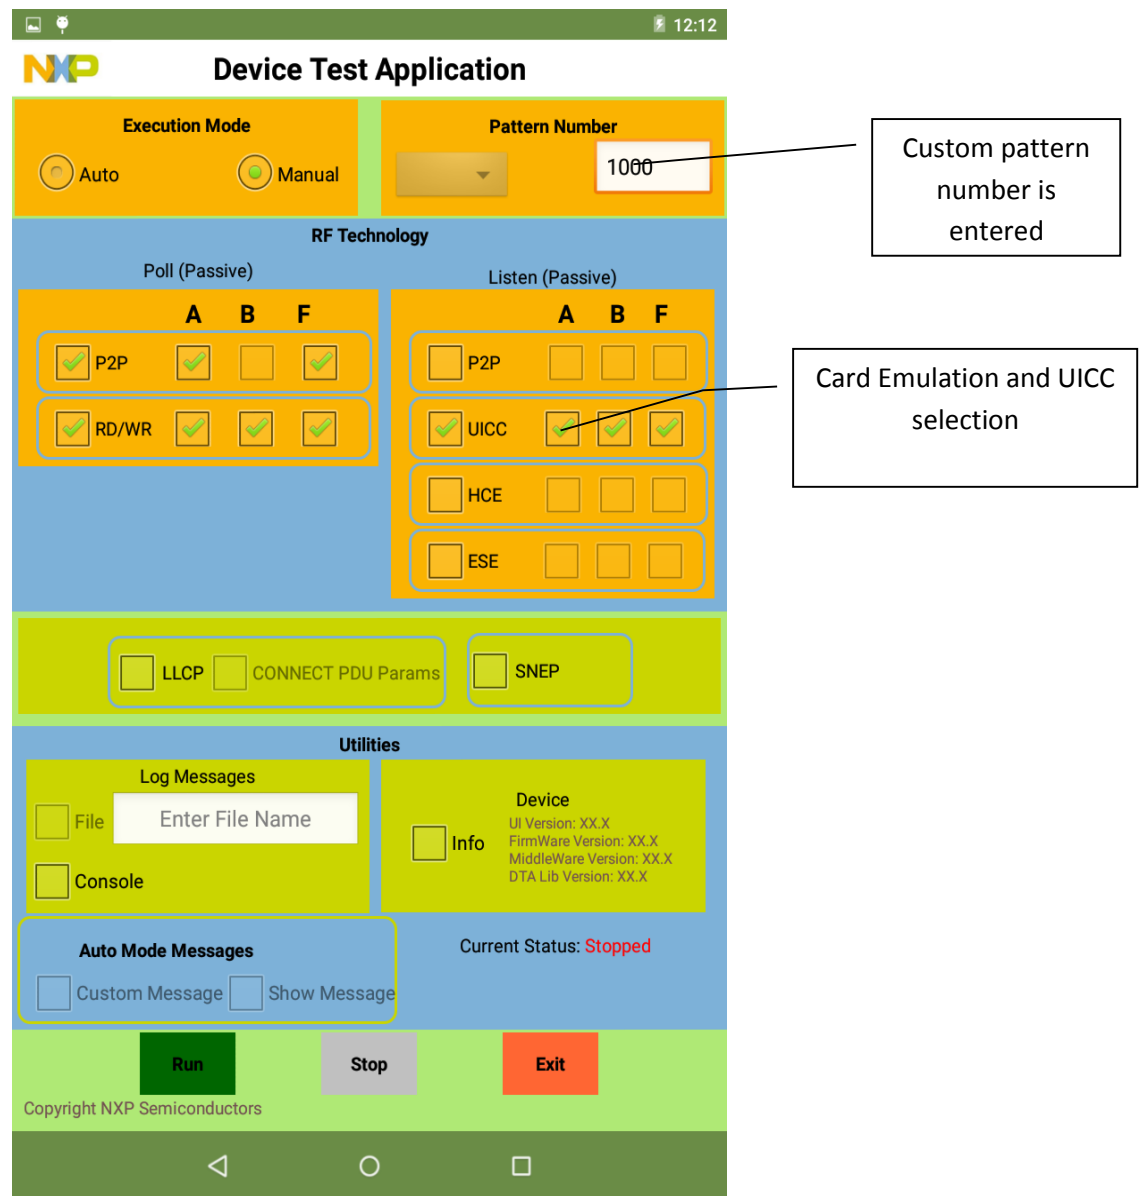 12:12
NXP
Device Test Application
Execution Mode
Auto
Manual
Pattern Number
1000
Custom pattern
number is
entered
RF Technology
Poll (Passive)
A B F
P2P
RD/WR
Listen (Passive)
A B F
P2P
UICC
HCE
ESE
Card Emulation and UICC
selection
LLCP
CONNECT PDU Params
SNEP
Utilities
Log Messages
File
Enter File Name
Console
Device
Info
UI Version: XX.X
FirmWare Version: XX.X
MiddleWare Version: XX.X
DTA Lib Version: XX.X
Auto Mode Messages
Custom Message
Show Message
Current Status: Stopped
Run
Stop
Exit
Copyright NXP Semiconductors